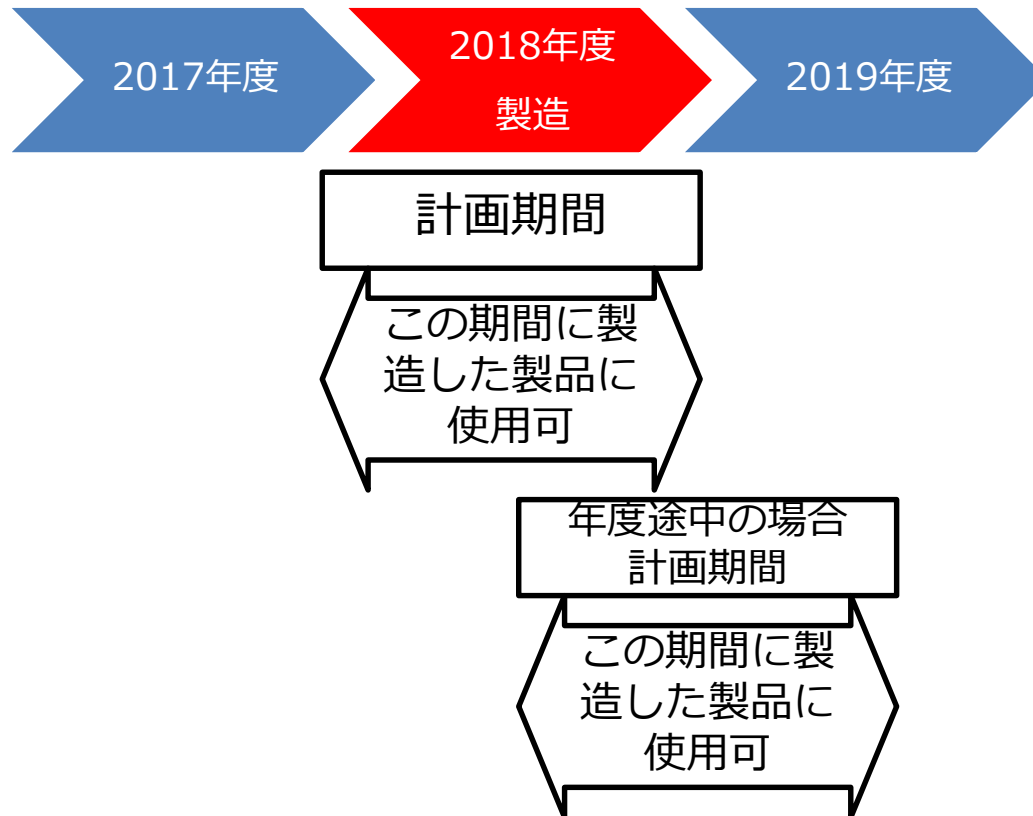 2017年度
2018年度
製造
2019年度
計画期間
この期間に製
造した製品に
使用可
年度途中の場合
計画期間
この期間に製
造した製品に
使用可